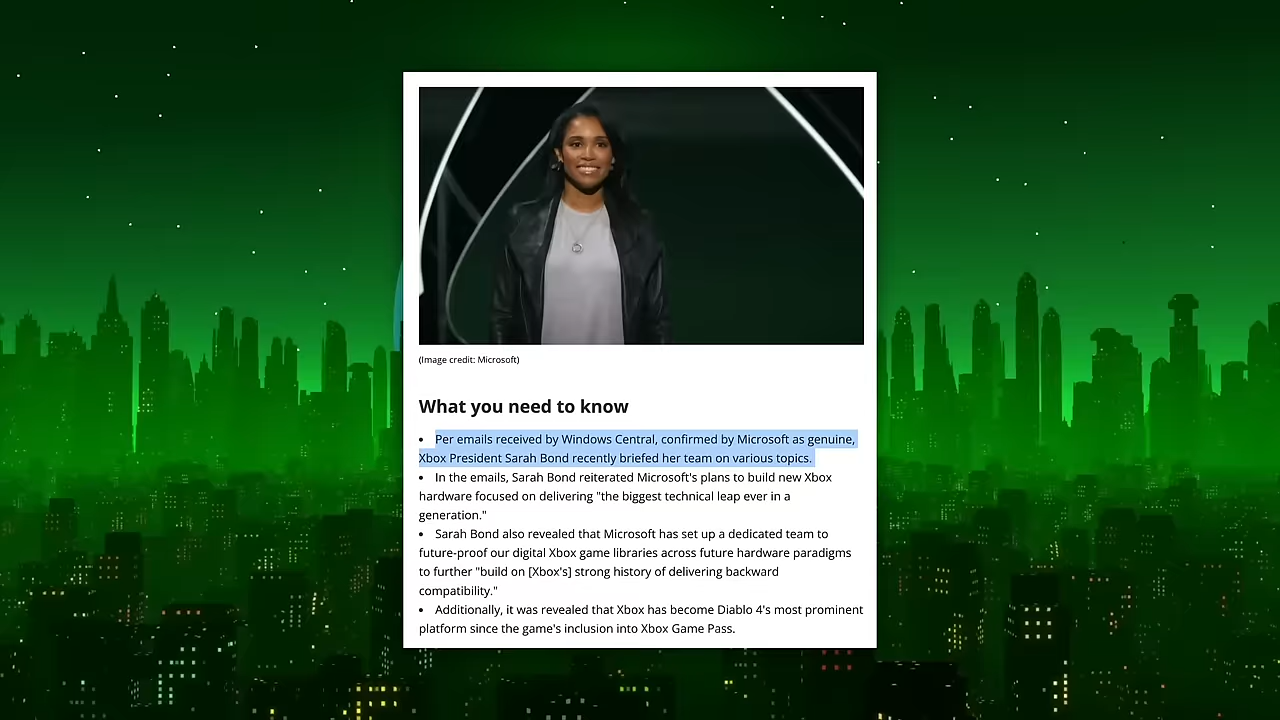 (Image credit: Microsoft)
What you need to know
• Per emails received by Windows Central, confirmed by Microsoft as genuine,
Xbox President Sarah Bond recently briefed her team on various topics.
• In the emails, Sarah Bond reiterated Microsoft's plans to build new Xbox
hardware focused on delivering "the biggest technical leap ever in a
generation."
• Sarah Bond also revealed that Microsoft has set up a dedicated team to
future-proof our digital Xbox game libraries across future hardware paradigms
to further "build on [Xbox's] strong history of delivering backward
compatibility."
• Additionally, it was revealed that Xbox has become Diablo 4's most prominent
platform since the game's inclusion into Xbox Game Pass.